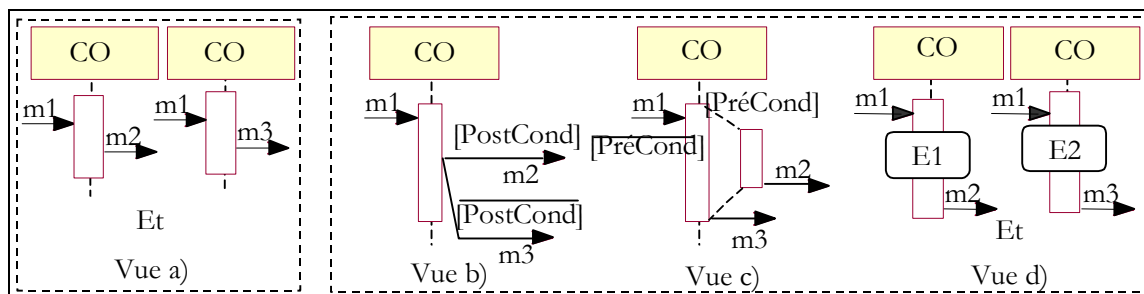 CO CO CO CO CO CO
m1 m1 m1 [PréCond] m1 m1
m2 m3 [PostCond] [PréCond] E1 E2
m2 m2
[PostCond] m2 m3
Et m3 m3 Et
Vue a) Vue b) Vue c) Vue d)